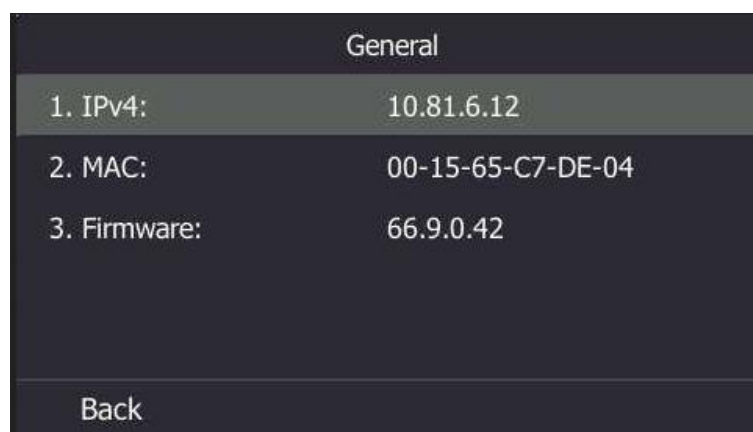 General
1. IPv4: 10.81.6.12
2. MAC: 00-15-65-C7-DE-04
3. Firmware: 66.9.0.42
Back